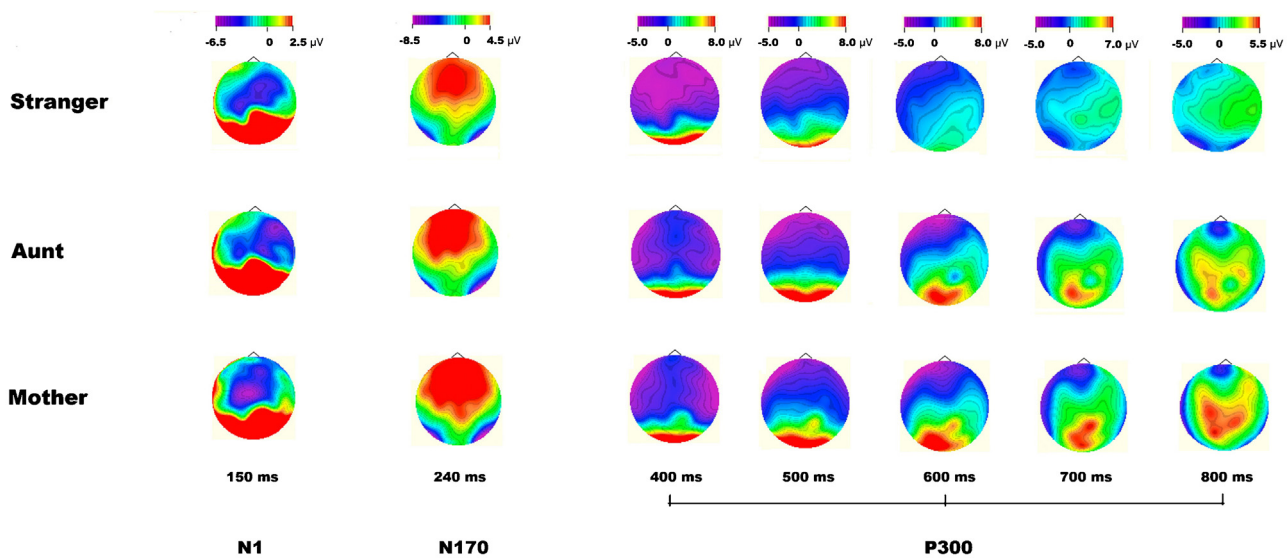 -6.5 0 2.5 µV
-8.5 0 4.5 µV
-5.0 0 8.0 µV
-5.0 0 8.0 µV
-5.0 0 8.0 µV
-5.0 0 7.0 µV
-5.0 0 5.5 µV
Stranger
Aunt
Mother
150 ms
240 ms
400 ms
500 ms
600 ms
700 ms
800 ms
N1
N170
P300